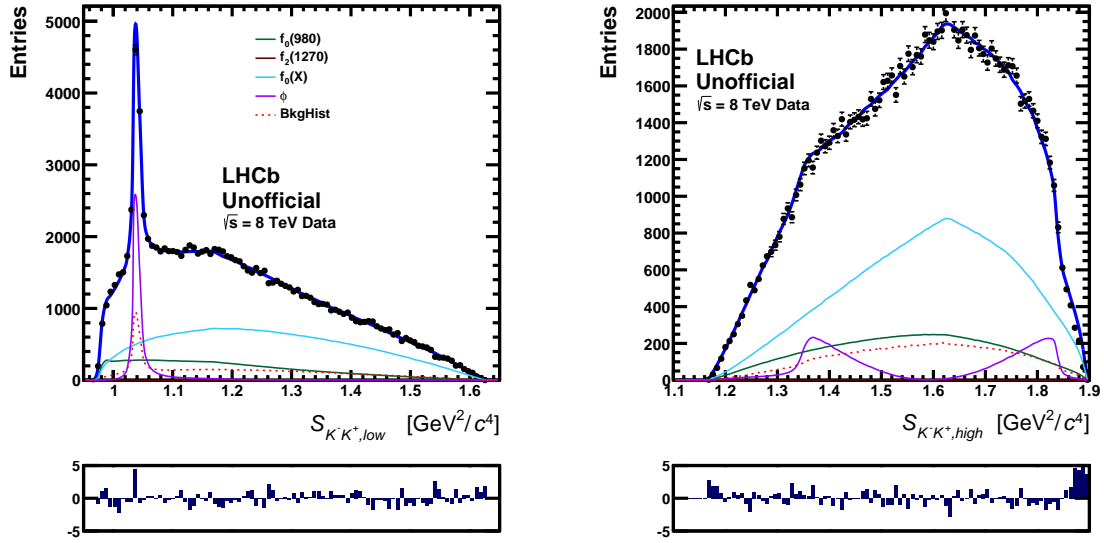 Entries
5000
4000
3000
2000
1000
0
f₀(980)
f₂(1270)
f₀(X)
ϕ
BkgHist
LHCb
Unofficial
√s = 8 TeV Data
1 1.1 1.2 1.3 1.4 1.5 1.6
S K⁻K⁺,low [GeV²/c⁴]
5
0
-5
Entries
2000
1800
1600
1400
1200
1000
800
600
400
200
0
LHCb
Unofficial
√s = 8 TeV Data
1.1 1.2 1.3 1.4 1.5 1.6 1.7 1.8 1.9
S K⁻K⁺,high [GeV²/c⁴]
5
0
-5